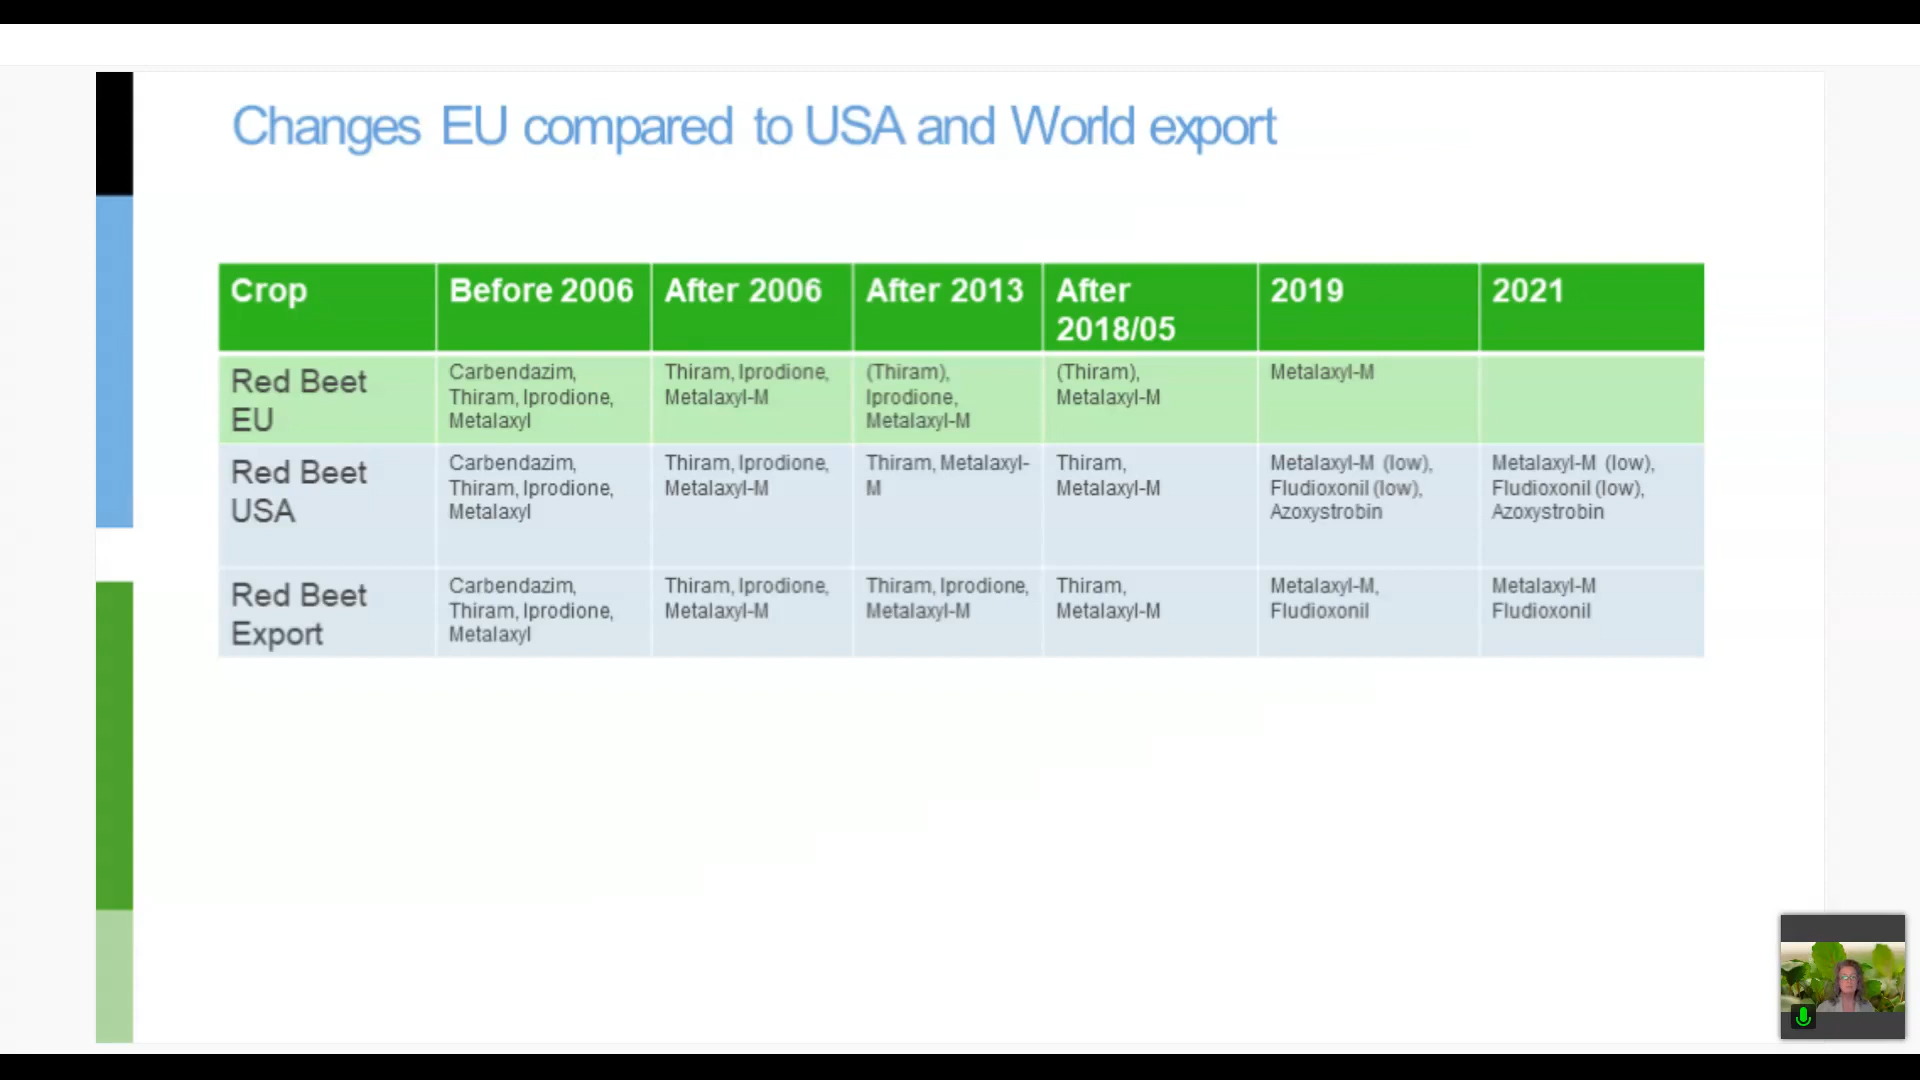 Changes EU compared to USA and World export
Crop
Before 2006
After 2006
After 2013
After
2018/05
2019
2021
Red Beet
EU
Carbendazim,
Thiram, Iprodione,
Metalaxyl
Thiram, Iprodione,
Metalaxyl-M
(Thiram),
Iprodione,
Metalaxyl-M
(Thiram),
Metalaxyl-M
Metalaxyl-M
Red Beet
USA
Carbendazim,
Thiram, Iprodione,
Metalaxyl
Thiram, Iprodione,
Metalaxyl-M
Thiram, Metalaxyl-
M
Thiram,
Metalaxyl-M
Metalaxyl-M (low),
Fludioxonil (low),
Azoxystrobin
Metalaxyl-M (low),
Fludioxonil (low),
Azoxystrobin
Red Beet
Export
Carbendazim,
Thiram, Iprodione,
Metalaxyl
Thiram, Iprodione,
Metalaxyl-M
Thiram, Iprodione,
Metalaxyl-M
Thiram,
Metalaxyl-M
Metalaxyl-M,
Fludioxonil
Metalaxyl-M
Fludioxonil